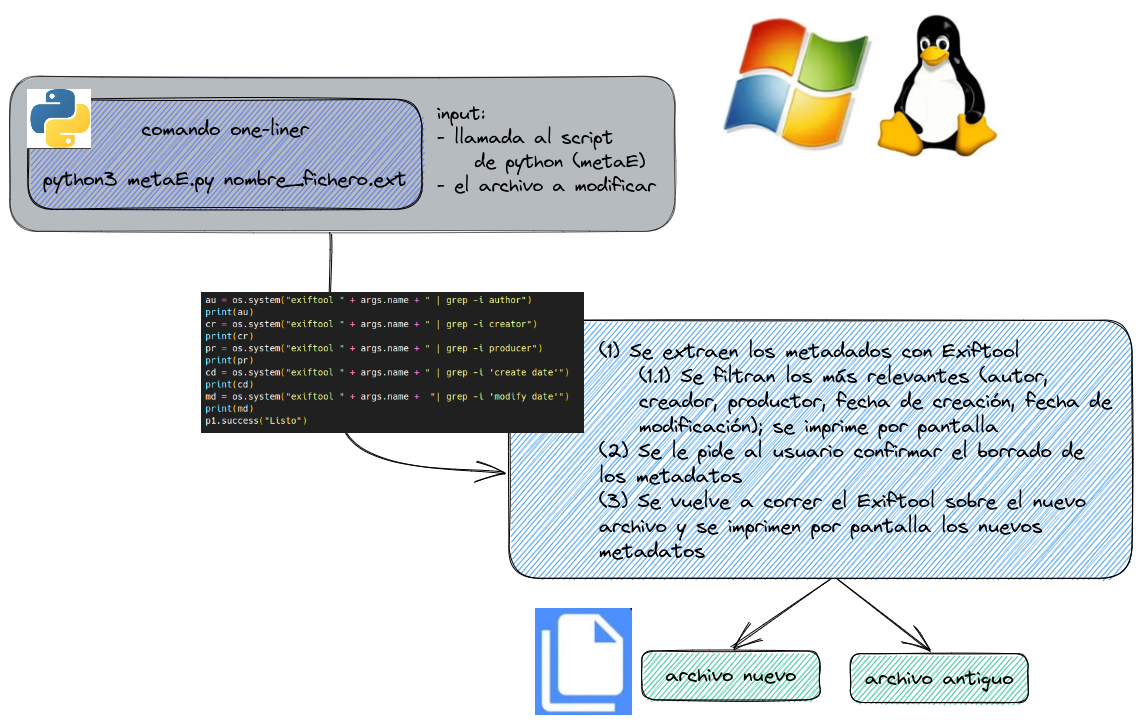 comando one-liner
python3 metaE.py nombre_fichero.ext
input:
- llamada al script
de python (metaE)
- el archivo a modificar
au = os.system("exiftool " + args.name + " | grep -i author")
print(au)
cr = os.system("exiftool " + args.name + " | grep -i creator")
print(cr)
pr = os.system("exiftool " + args.name + " | grep -i producer")
print(pr)
cd = os.system("exiftool " + args.name + " | grep -i 'create date'")
print(cd)
md = os.system("exiftool " + args.name +  "| grep -i 'modify date'")
print(md)
p1.success("Listo")
(1) Se extraen los metadados con Exiftool
(1.1) Se filtran los más relevantes (autor,
creador, productor, fecha de creación, fecha de
modificación); se imprime por pantalla
(2) Se le pide al usuario confirmar el borrado de
los metadatos
(3) Se vuelve a correr el Exiftool sobre el nuevo
archivo y se imprimen por pantalla los nuevos
metadatos
archivo nuevo
archivo antiguo